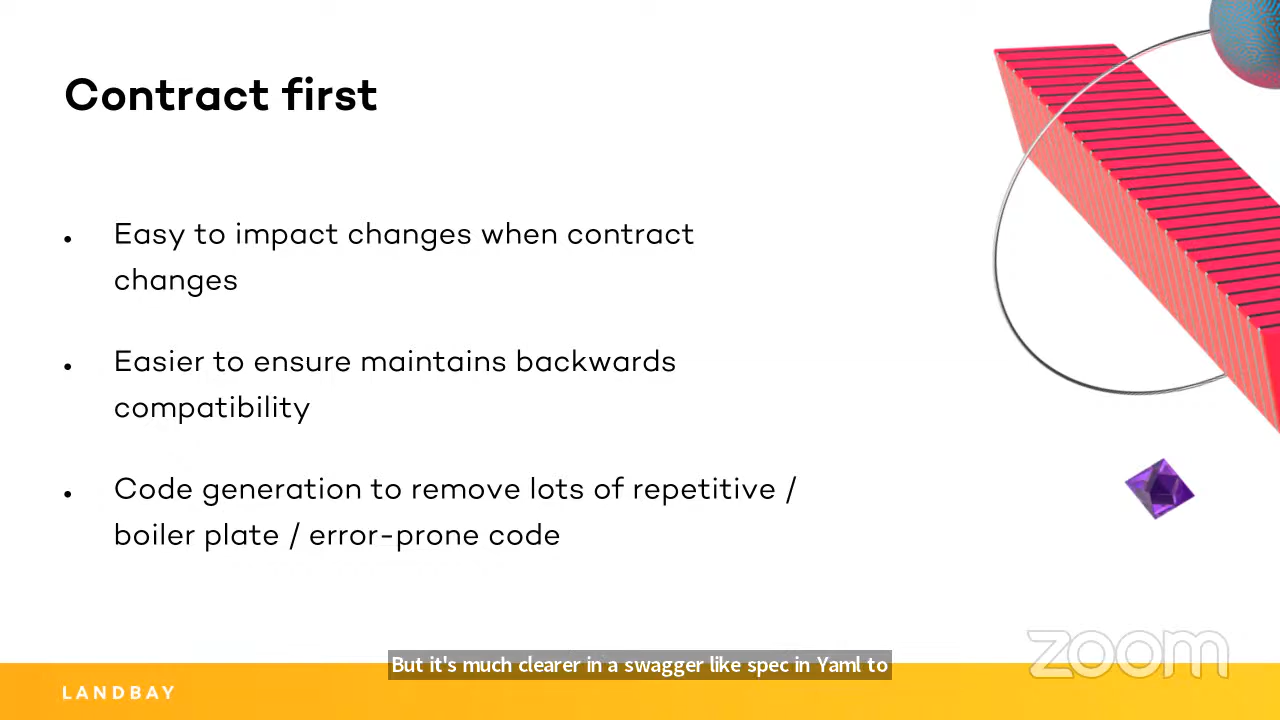 Contract first
• Easy to impact changes when contract
changes
• Easier to ensure maintains backwards
compatibility
• Code generation to remove lots of repetitive /
boiler plate / error-prone code
But it's much clearer in a swagger like spec in Yaml to
zoom
LANDBAY